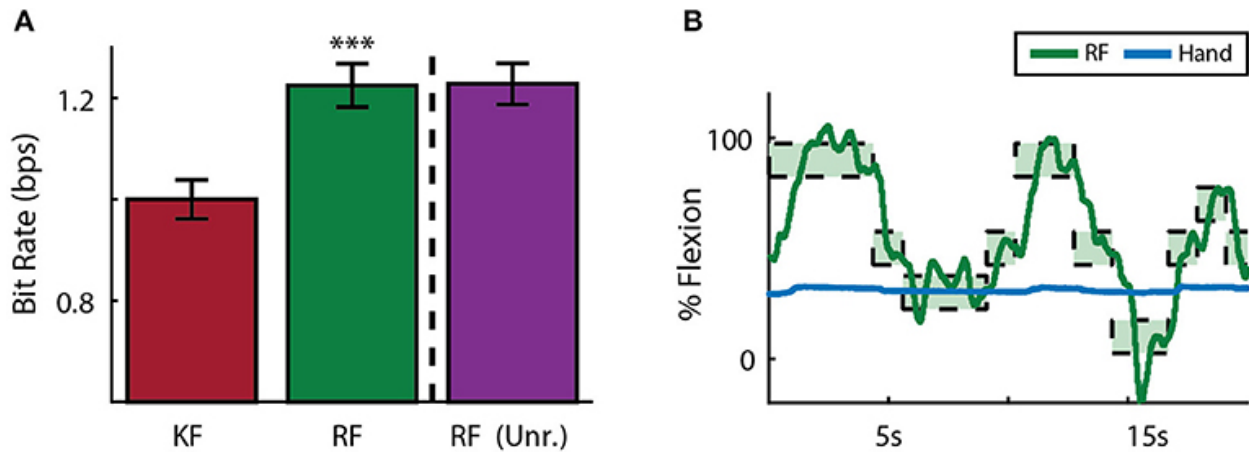 A
***
1.2
0.8
Bit Rate (bps)
KF RF RF (Unr.)
B
RF Hand
100
0
% Flexion
5s 15s